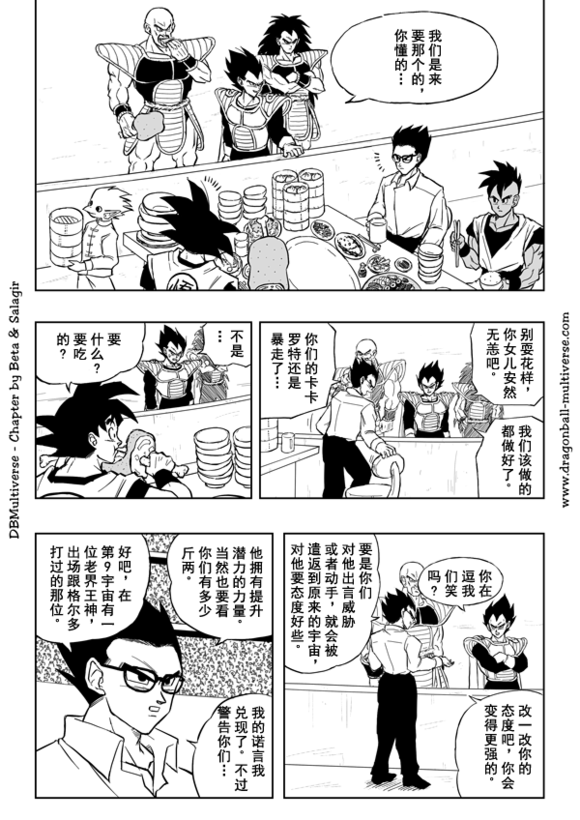 我们是来
要那个的，
你懂的…
别耍花样，
你女儿安然
无恙吧。
我们该做的
都做好了。
你们的卡卡
罗特还是
暴走了…
不是
…
要
什么？
要吃
的？
你在
逗我
们笑
吗？
要是你们
对他出言威胁
或者动手，就会被
遣返到原来的宇宙，
对他要态度好些。
改一改你的
态度吧，你会
变得更强的。
他拥有提升
潜力的力量。
当然也要看
你们有多少
斤两。
好吧，在
第9宇宙有一
位老界王神，
出场跟格尔多
打过的那位。
我的诺言我
兑现了。不过
警告你们…
DBMultiverse - Chapter by Beta & Salagir
www.dragonball-multiverse.com